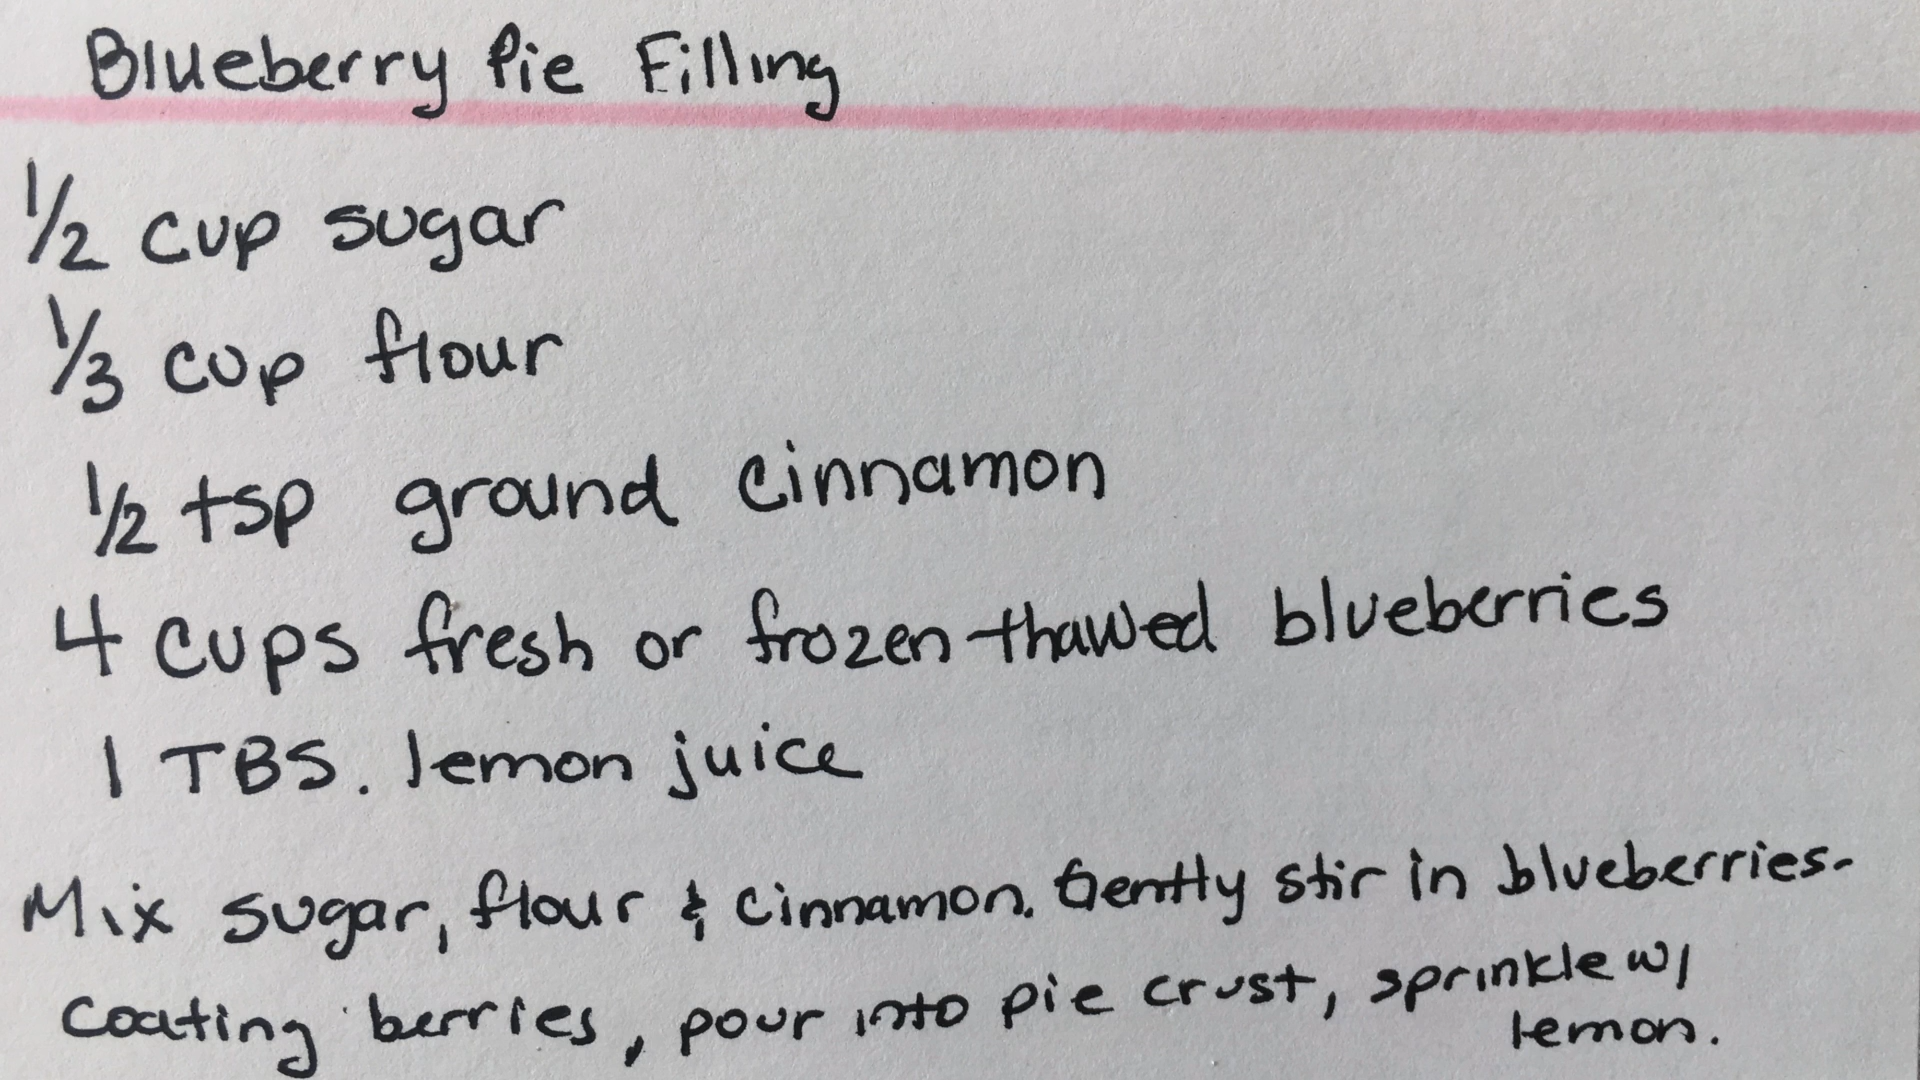 Blueberry Pie Filling
1/2 cup sugar
1/3 cup flour
1/2 tsp ground cinnamon
4 cups fresh or frozen-thawed blueberries
1 TBS. lemon juice
Mix sugar, flour & cinnamon. Gently stir in blueberries-
coating berries, pour into pie crust, sprinkle w/
lemon.